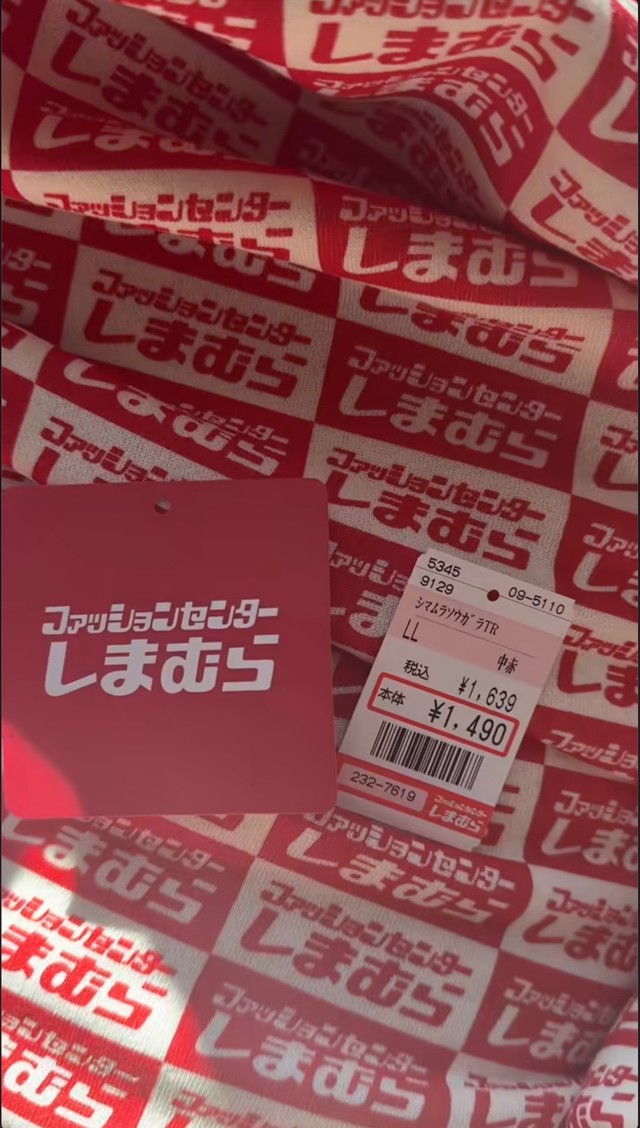 ファッションセンター
しまむら
5345
9129
09-5110
シマムラソウガラTR
LL
中赤
税込
¥1,639
本体
¥1,490
232-7619
ファッションセンター
しまむら